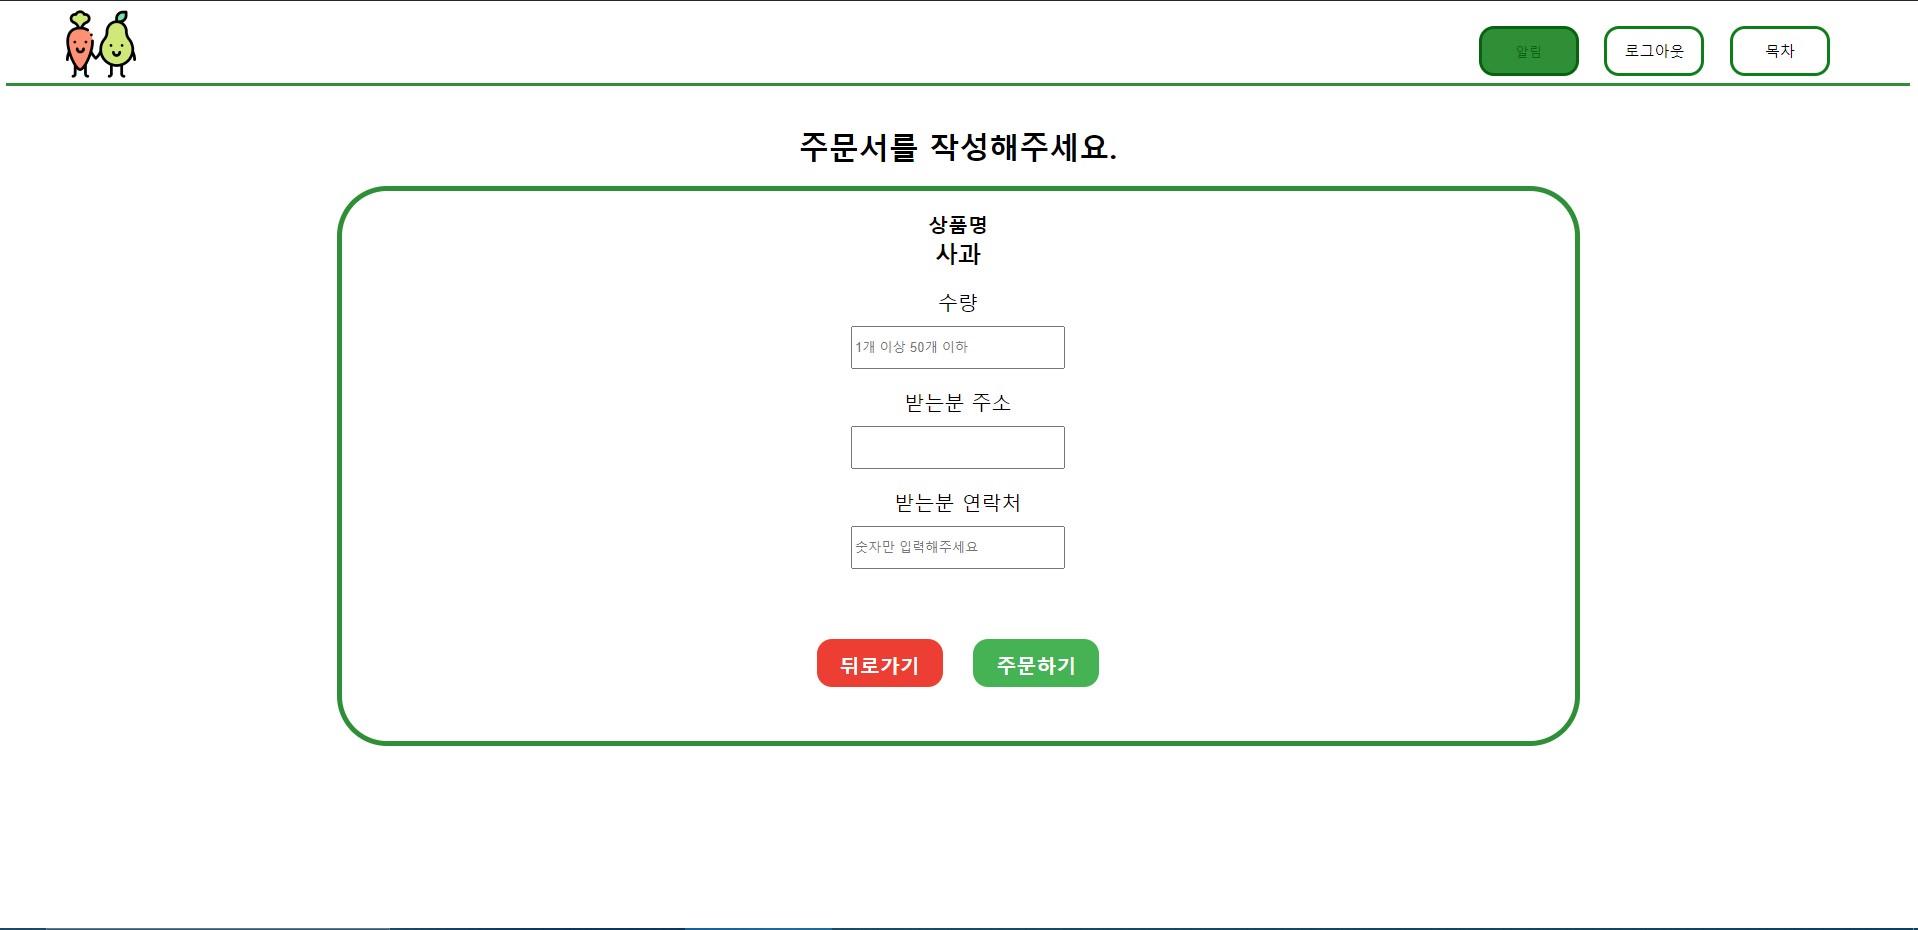 알림
로그아웃
목차
주문서를 작성해주세요.
상품명
사과
수량
1개 이상 50개 이하
받는분 주소
받는분 연락처
숫자만 입력해주세요
뒤로가기
주문하기